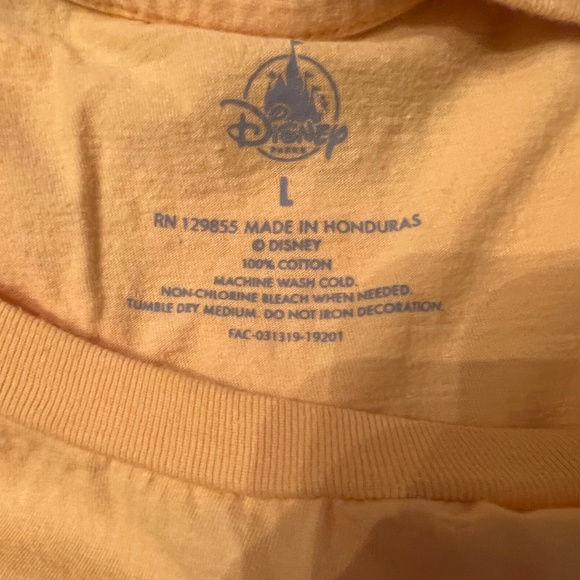 Disney
PARKS
L
RN 129855 MADE IN HONDURAS
© DISNEY
100% COTTON
MACHINE WASH COLD.
NON-CHLORINE BLEACH WHEN NEEDED.
TUMBLE DRY MEDIUM. DO NOT IRON DECORATION.
FAC-031319-19201